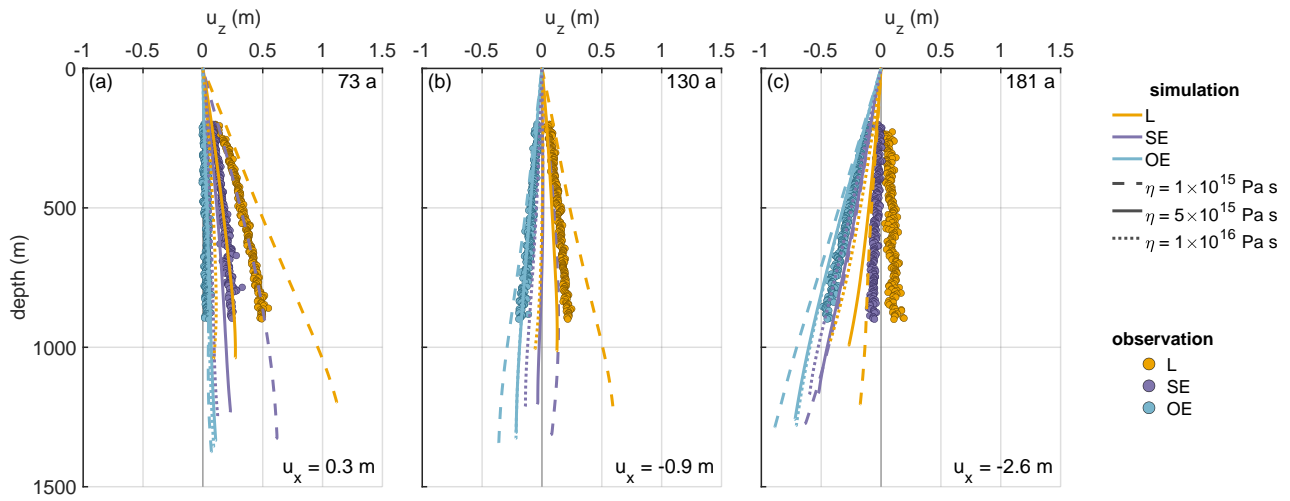 u_z (m)
u_z (m)
u_z (m)
-1 0 0.5 1 1.5
-1 -0.5 0 0.5 1 1.5
-1 -0.5 0 0.5 1 1.5
0
500
1000
1500
depth (m)
(a)
73 a
u_x = 0.3 m
(b)
130 a
u_x = -0.9 m
(c)
181 a
u_x = -2.6 m
simulation
L
SE
OE
η = 1×10^15 Pa s
η = 5×10^15 Pa s
η = 1×10^16 Pa s
observation
L
SE
OE